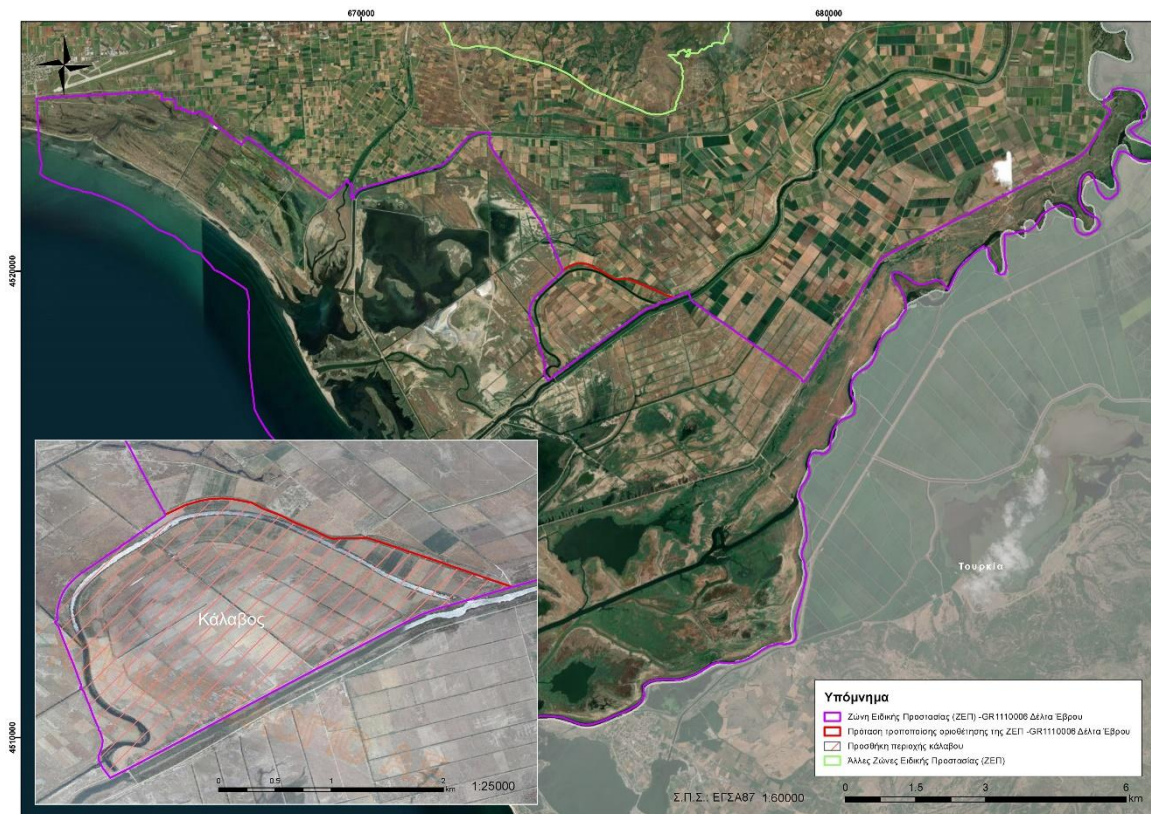 670000
680000
4520000
4510000
Τουρκία
Κάλαβος
0 0.5 1 2
km
1:25000
Υπόμνημα
Ζώνη Ειδικής Προστασίας (ΖΕΠ) -GR1110006 Δέλτα Έβρου
Πρόταση τροποποίησης οριοθέτησης της ΖΕΠ -GR1110006 Δέλτα Έβρου
Προσθήκη περιοχής κάλαβου
Άλλες Ζώνες Ειδικής Προστασίας (ΖΕΠ)
Σ.Π.Σ.: ΕΓΣΑ87 1:60000
0 1.5 3 6
km